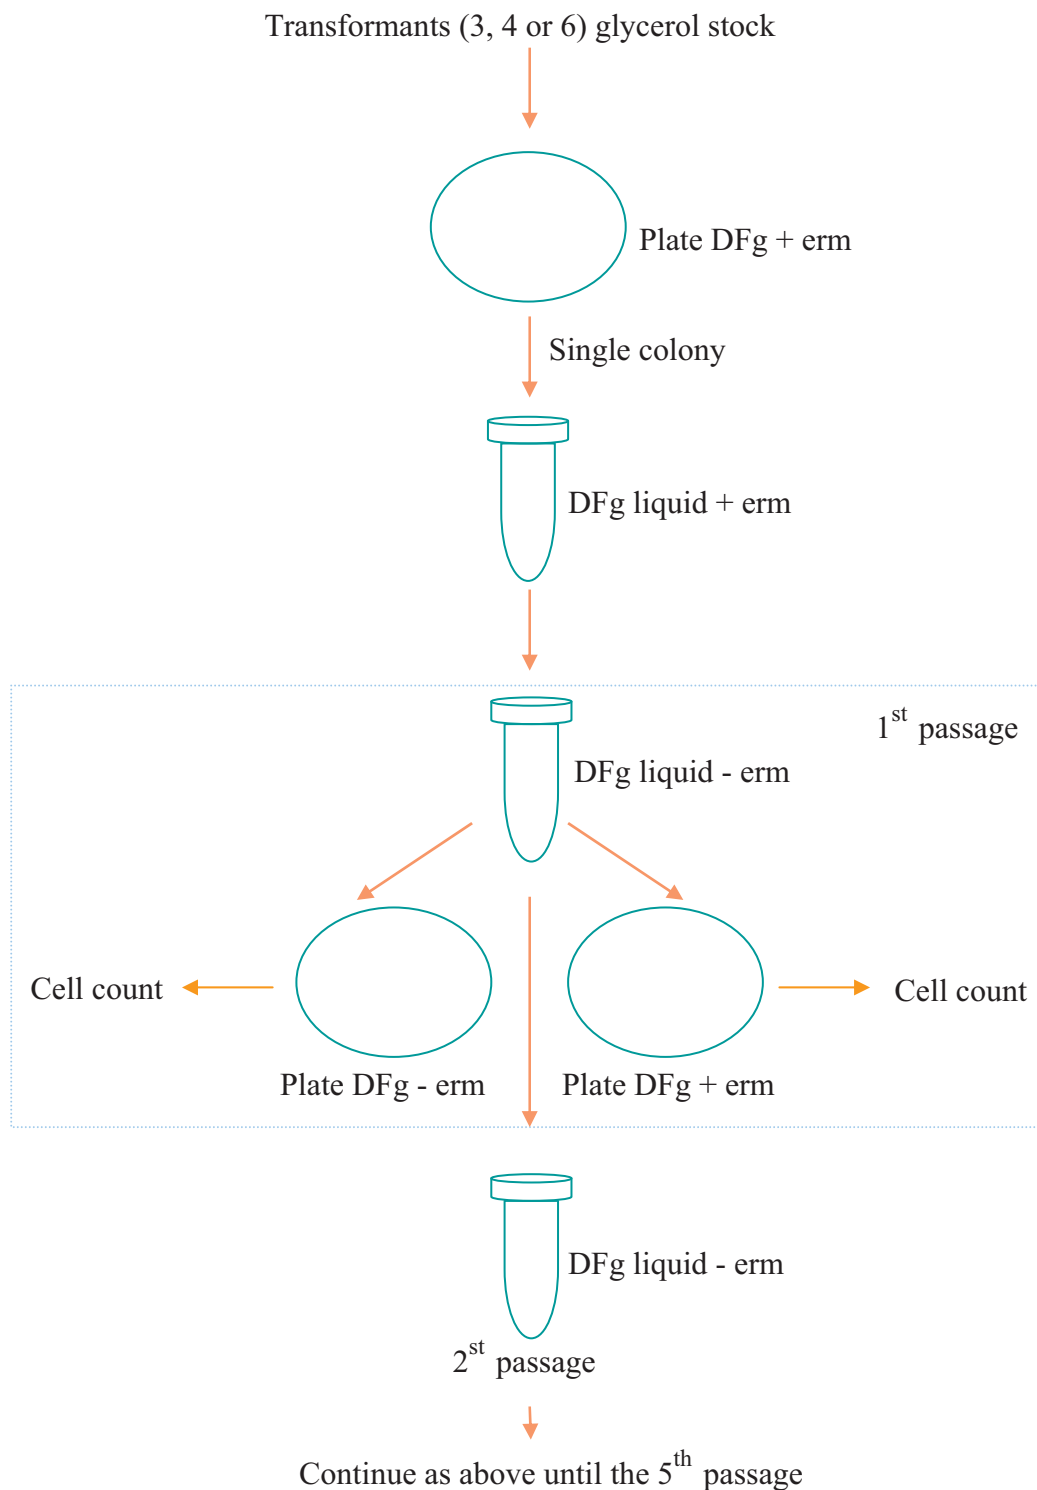 Transformants (3, 4 or 6) glycerol stock
Plate DFg + erm
Single colony
DFg liquid + erm
1st passage
DFg liquid - erm
Cell count
Cell count
Plate DFg - erm
Plate DFg + erm
DFg liquid - erm
2st passage
Continue as above until the 5th passage